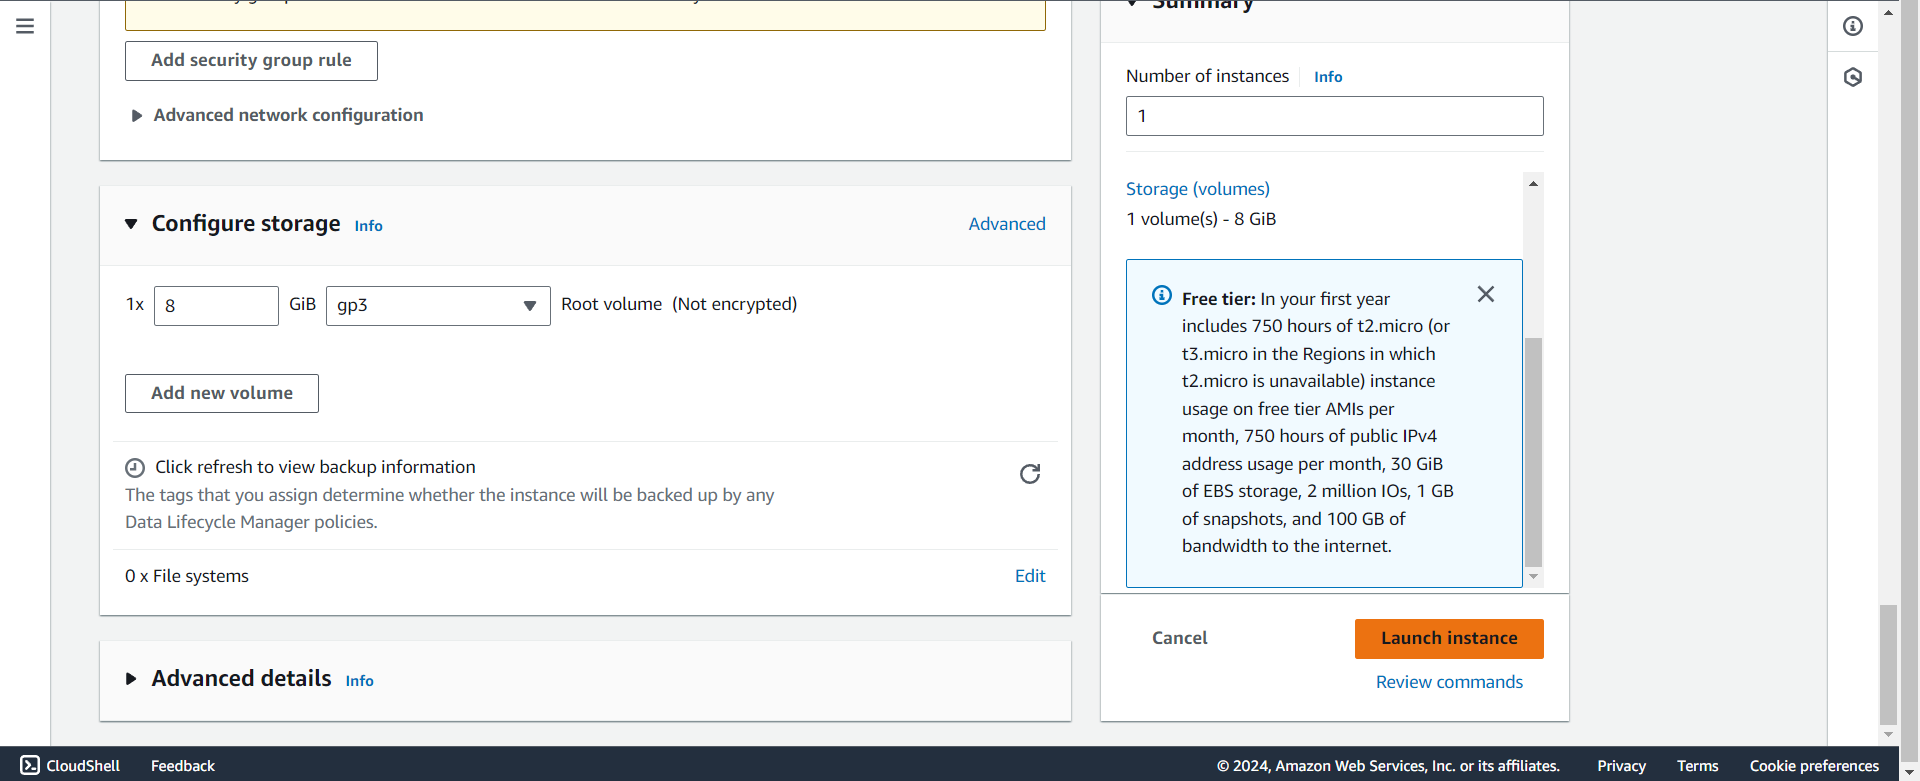 Add security group rule
Advanced network configuration
Configure storage Info Advanced
1x 8 GiB gp3 Root volume (Not encrypted)
Add new volume
Click refresh to view backup information
The tags that you assign determine whether the instance will be backed up by any
Data Lifecycle Manager policies.
0 x File systems Edit
Advanced details Info
Summary
Number of instances Info
1
Storage (volumes)
1 volume(s) - 8 GiB
Free tier: In your first year
includes 750 hours of t2.micro (or
t3.micro in the Regions in which
t2.micro is unavailable) instance
usage on free tier AMIs per
month, 750 hours of public IPv4
address usage per month, 30 GiB
of EBS storage, 2 million IOs, 1 GB
of snapshots, and 100 GB of
bandwidth to the internet.
Cancel Launch instance
Review commands
CloudShell Feedback © 2024, Amazon Web Services, Inc. or its affiliates. Privacy Terms Cookie preferences